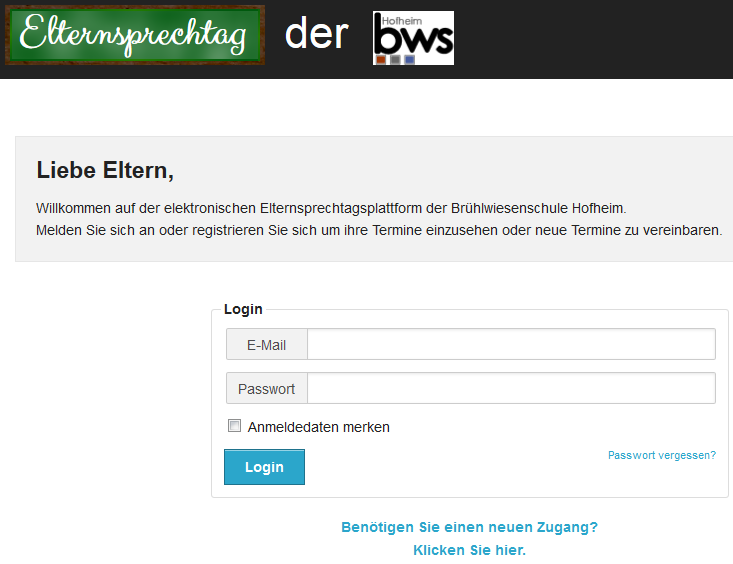 Elternsprechtag der Hofheim bws
Liebe Eltern,
Willkommen auf der elektronischen Elternsprechtagsplattform der Brühlwiesenschule Hofheim.
Melden Sie sich an oder registrieren Sie sich um ihre Termine einzusehen oder neue Termine zu vereinbaren.
Login
E-Mail
Passwort
Anmeldedaten merken
Login
Passwort vergessen?
Benötigen Sie einen neuen Zugang?
Klicken Sie hier.